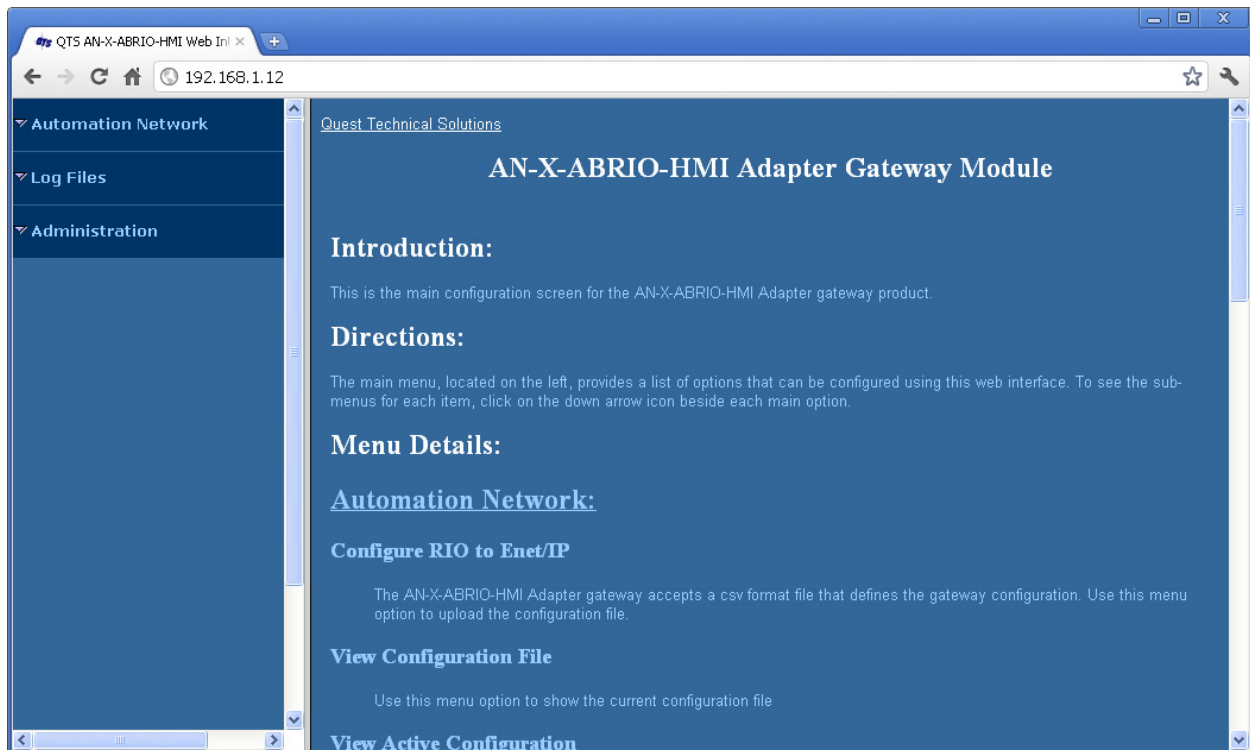 QTS AN-X-ABRIO-HMI Web In
192.168.1.12
Automation Network
Log Files
Administration
Quest Technical Solutions
AN-X-ABRIO-HMI Adapter Gateway Module
Introduction:
This is the main configuration screen for the AN-X-ABRIO-HMI Adapter gateway product.
Directions:
The main menu, located on the left, provides a list of options that can be configured using this web interface. To see the sub-
menus for each item, click on the down arrow icon beside each main option.
Menu Details:
Automation Network:
Configure RIO to Enet/IP
The AN-X-ABRIO-HMI Adapter gateway accepts a csv format file that defines the gateway configuration. Use this menu
option to upload the configuration file.
View Configuration File
Use this menu option to show the current configuration file
View Active Configuration